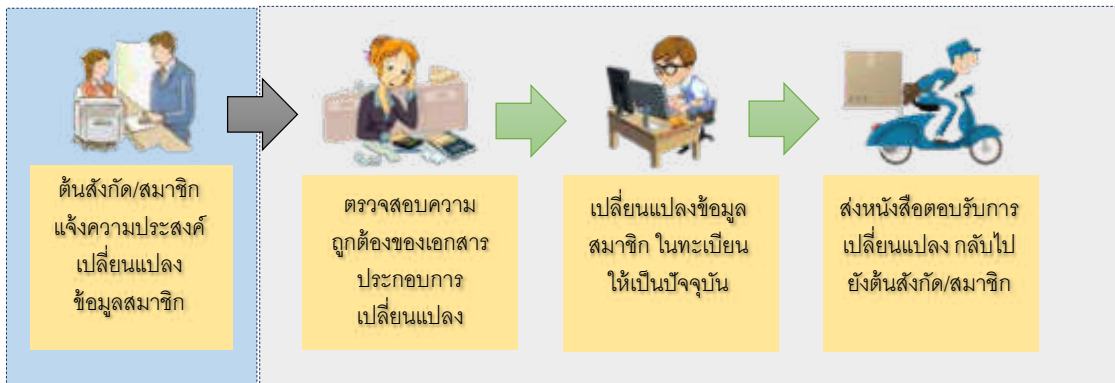 ต้นสังกัด/สมาชิก
แจ้งความประสงค์
เปลี่ยนแปลง
ข้อมูลสมาชิก
ตรวจสอบความ
ถูกต้องของเอกสาร
ประกอบการ
เปลี่ยนแปลง
เปลี่ยนแปลงข้อมูล
สมาชิก ในทะเบียน
ให้เป็นปัจจุบัน
ส่งหนังสือตอบรับการ
เปลี่ยนแปลง กลับไป
ยังต้นสังกัด/สมาชิก